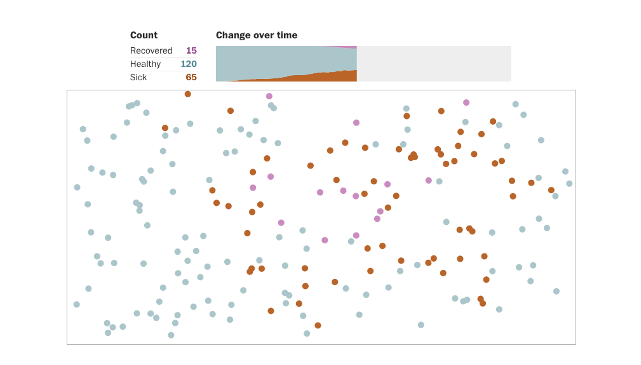 Count
Change over time
Recovered 15
Healthy 120
Sick 65